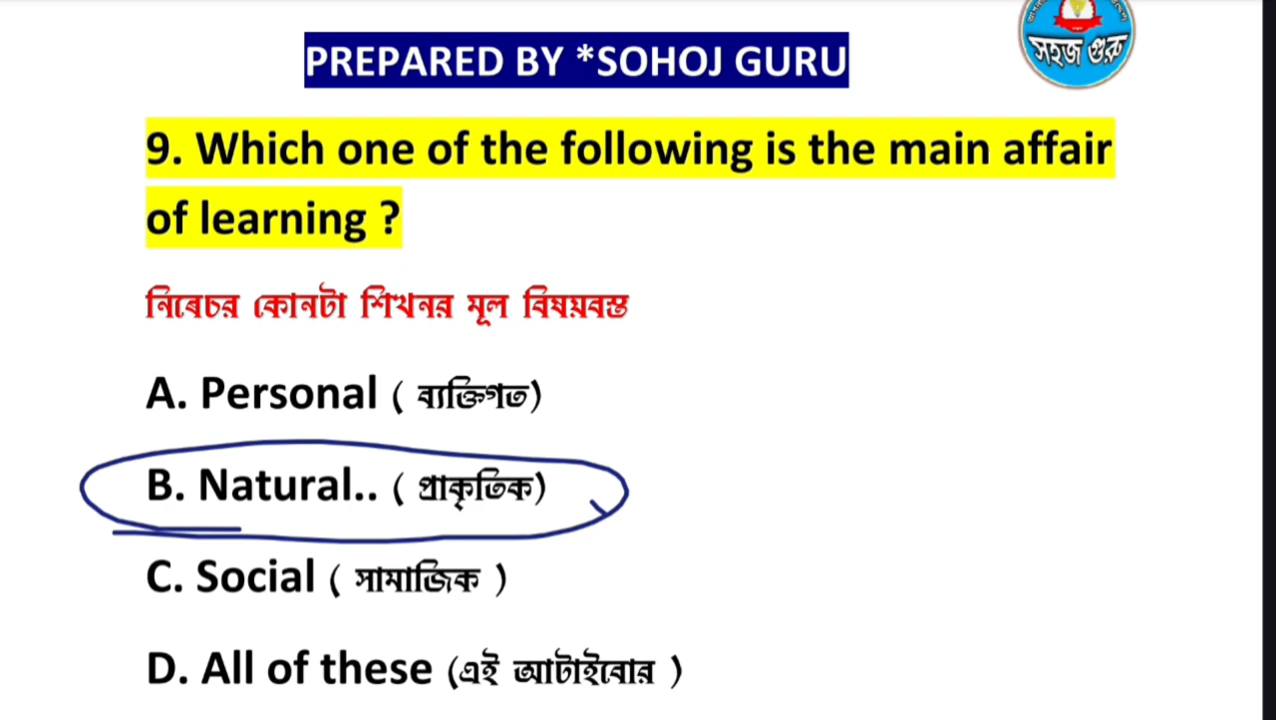 PREPARED BY *SOHOJ GURU
সহজ গুৰু
9. Which one of the following is the main affair
of learning ?
নিৰেচৰ কোনটা শিখনৰ মূল বিষয়বস্তু
A. Personal ( ব্যক্তিগত)
B. Natural.. ( প্ৰাকৃতিক)
C. Social ( সামাজিক )
D. All of these (এই আটাইবোৰ )